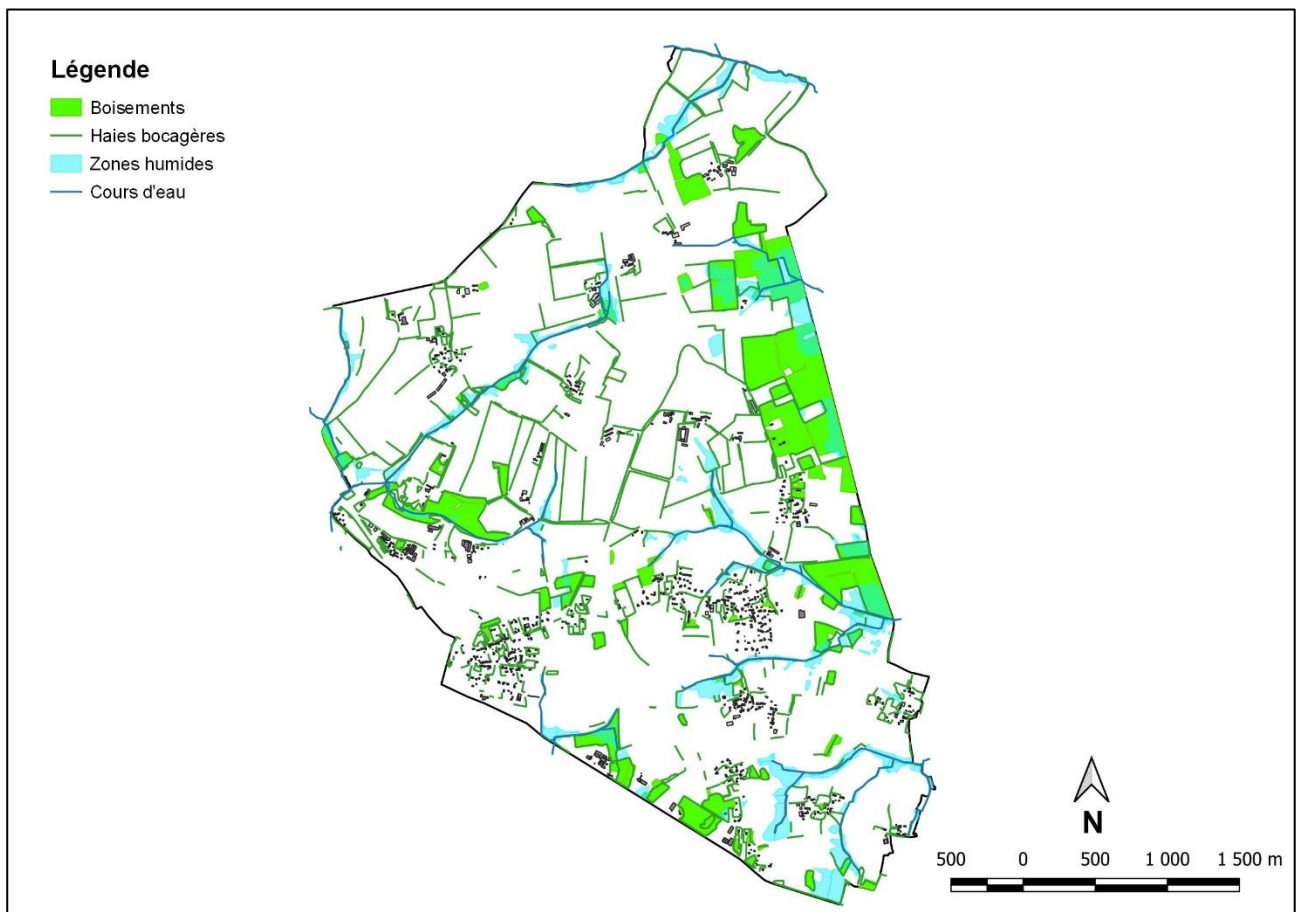 Légende
Boisements
Haies bocagères
Zones humides
Cours d'eau
N
500 0 500 1 000 1 500 m